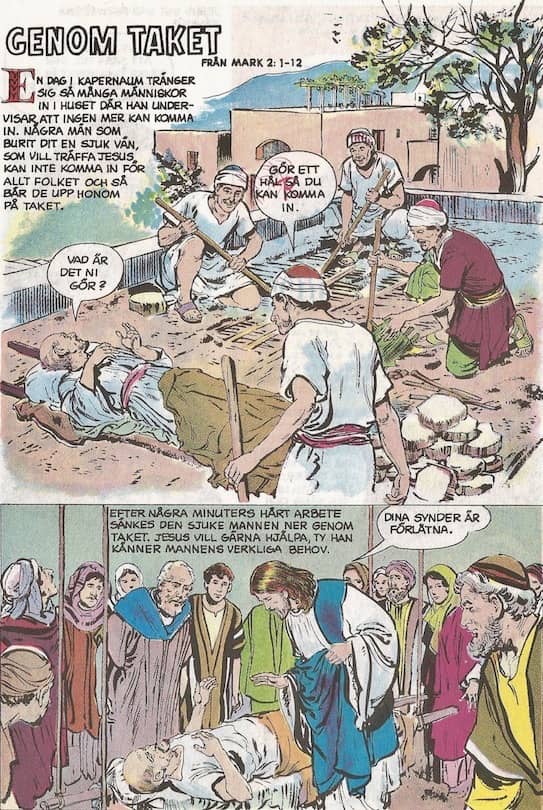 GENOM TAKET
FRÅN MARK 2: 1-12
EN DAG I KAPERNAUM TRÄNGER
SIG SÅ MÅNGA MÄNNISKOR
IN I HUSET DÄR HAN UNDER-
VISAR, ATT INGEN MER KAN KOMMA
IN. NÅGRA MÄN SOM
BURIT DIT EN SJUK VÄN,
SOM VILL TRÄFFA JESUS,
KAN INTE KOMMA IN FÖR
ALLT FOLKET OCH SÅ
BÄR DE UPP HONOM
PÅ TAKET.
GÖR ETT
HÅL SÅ DU
KAN KOMMA
IN.
VAD ÄR
DET NI
GÖR?
EFTER NÅGRA MINUTERS HÅRT ARBETE
SÄNKES DEN SJUKE MANNEN NER GENOM
TAKET. JESUS VILL GÄRNA HJÄLPA, TY HAN
KÄNNER MANNENS VERKLIGA BEHOV.
DINA SYNDER ÄR
FÖRLÅTNA.